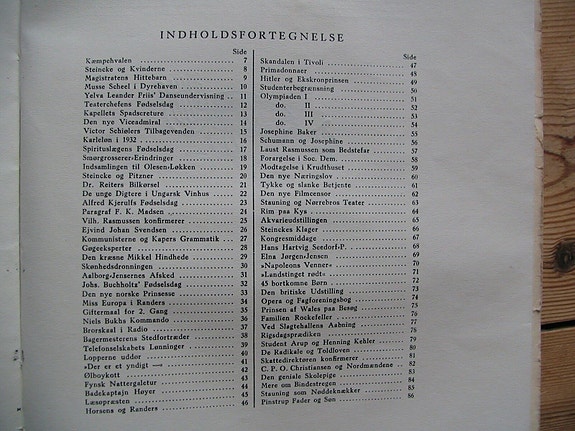 INDHOLDSFORTEGNELSE
Side
Kæmpehvalen 7
Steincke og Kvinderne 8
Magistratens Hittebarn 9
Musse Scheel i Dyrehaven 10
Yelva Leander Friis' Danseundervisning 11
Teaterchefens Fødselsdag 12
Kapellets Spadscreture 13
Den nye Viceadmiral 14
Victor Schiølers Tilbagevenden 15
Karleløn i 1932 16
Spirituslægens Fødselsdag 17
Smørgrosserer-Erindringer 18
Indsamlingen til Olesen-Løkken 19
Steincke og Pitzner 20
Dr. Reiters Bilkørsel 21
De unge Digtere i Ungarsk Vinhus 22
Alfred Kjerulfs Fødselsdag 23
Paragraf F. K. Madsen 24
Vilh. Rasmussen konfirmerer 25
Ejvind Johan Svendsen 26
Kommunisterne og Kapers Grammatik 27
Gøgeeksperter 28
Den kræsne Mikkel Hindhede 29
Skønhedsdronningen 30
Aalborg-Jensernes Afsked 31
Johs. Buchholtz' Fødselsdag 32
Den nye norske Prinsesse 33
Miss Europa i Randers 34
Giftermaal for 2. Gang 35
Niels Bukhs Kommando 36
Brorskaal i Radio 37
Bagermesterens Stedfortræder 38
Telefonselskabets Lønninger 39
Lopperne uddør 40
»Der er et yndigt — 41
Ølboykott 42
Fynsk Nattergaletur 43
Badekaptajn Høyer 44
Læsopræsten 45
Horsens og Randers 46
Side
Skandalen i Tivoli 47
Primadonnaer 48
Hitler og Ekskronprinsen 49
Studenterbegrænsning 50
Olympiaden I 51
do. II 52
do. III 53
do. IV 54
Josephine Baker 55
Schumann og Josephine 56
Laust Rasmussen som Bedstefar 57
Forargelse i Soc. Dem. 58
Modtagelse i Krudthuset 59
Den nye Næringslov 60
Tykke og slanke Betjente 61
Den nye Filmcensor 62
Stauning og Nørrebros Teater 63
Rim paa Kys 64
Akvarieudstillingen 65
Steinckes Kløger 66
Kongresmiddage 67
Hans Hartvig Seedorf-P. 68
Elna Jørgen-Jensen 69
»Napoleons Venner« 70
»Landstinget rødt« 71
45 bortkomne Børn 72
Den britiske Udstilling 73
Opera og Fagforeningsbog 74
Prinsen af Wales paa Besøg 75
Familien Rockefeller 76
Ved Slagtehallens Aabning 77
Rigsdagsprædiken 78
Student Arup og Henning Kehler 79
De Radikale og Toldloven 80
Skattedirektøren konfirmerer 81
C. P. O. Christiansen og Nordmændene 82
Den geniale Skolepige 83
Mere om Bindestregen 84
Stauning som Nøddeknækker 85
Pinstrup Fader og Søn 86